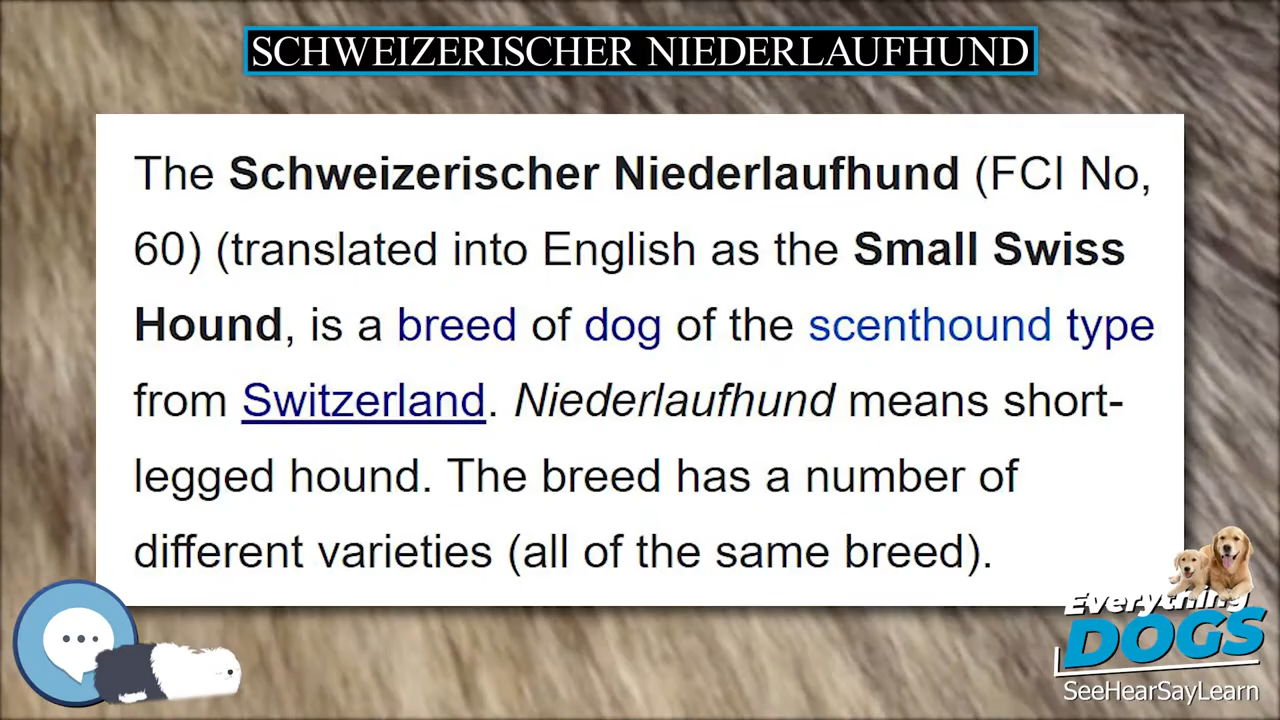 SCHWEIZERISCHER NIEDERLAUFHUND
The Schweizerischer Niederlaufhund (FCI No,
60) (translated into English as the Small Swiss
Hound, is a breed of dog of the scenthound type
from Switzerland. Niederlaufhund means short-
legged hound. The breed has a number of
different varieties (all of the same breed).
Everything
DOGS
SeeHearSayLearn